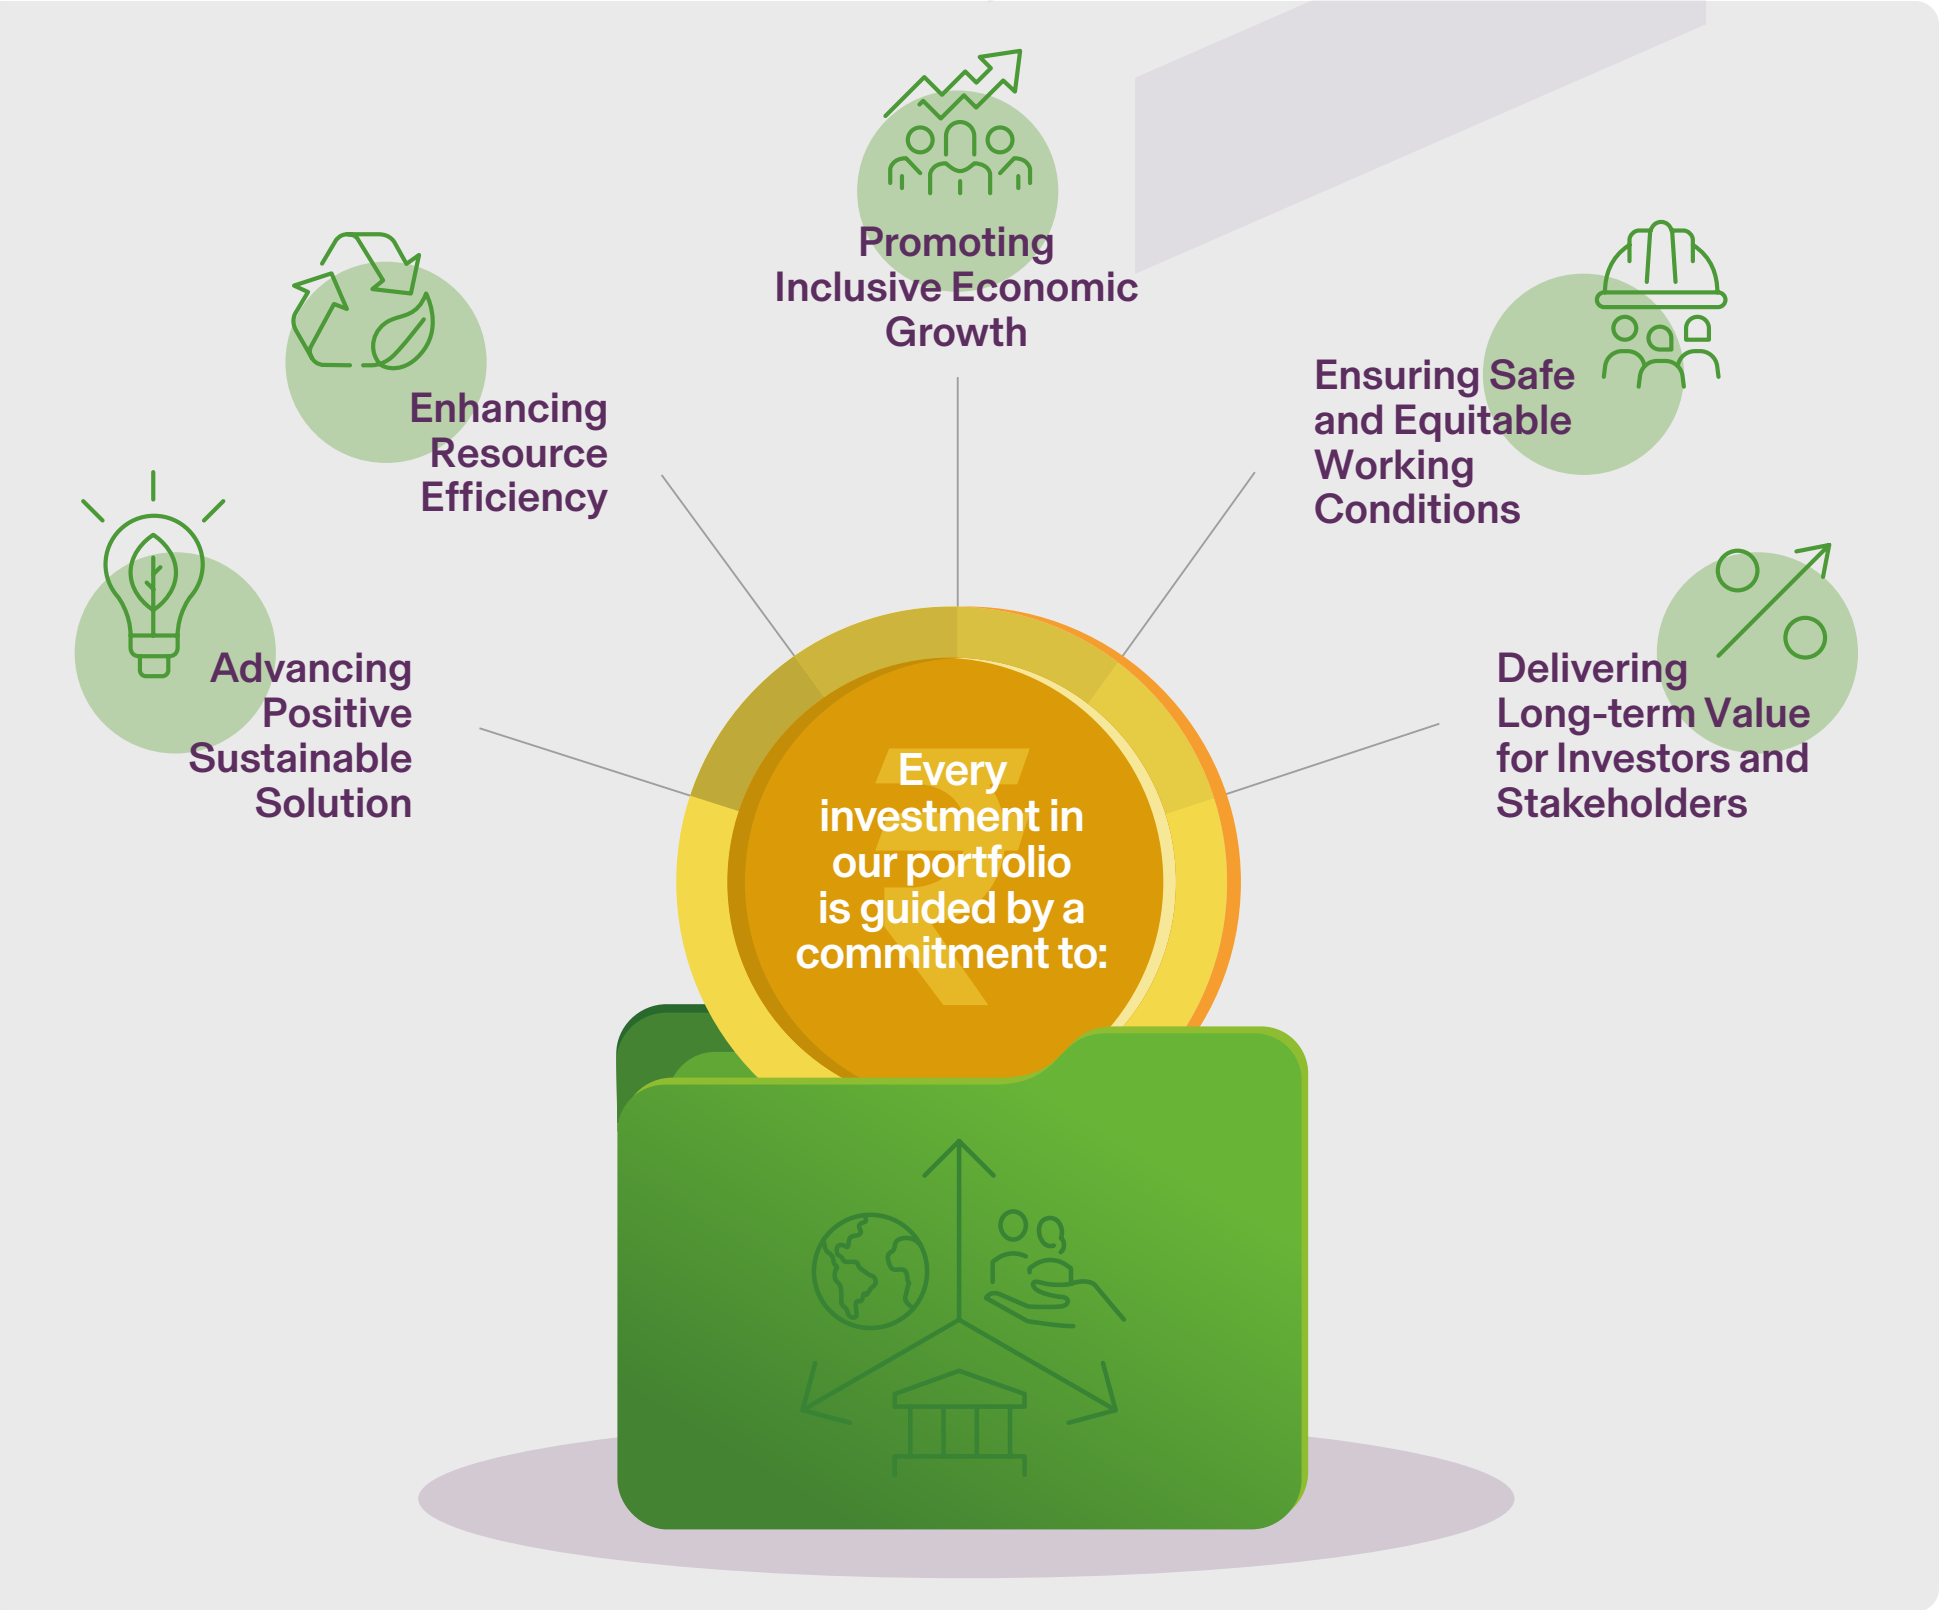 Promoting
Inclusive Economic
Growth
Enhancing
Resource
Efficiency
Ensuring Safe
and Equitable
Working
Conditions
Advancing
Positive
Sustainable
Solution
Delivering
Long-term Value
for Investors and
Stakeholders
₹
Every
investment in
our portfolio
is guided by a
commitment to: